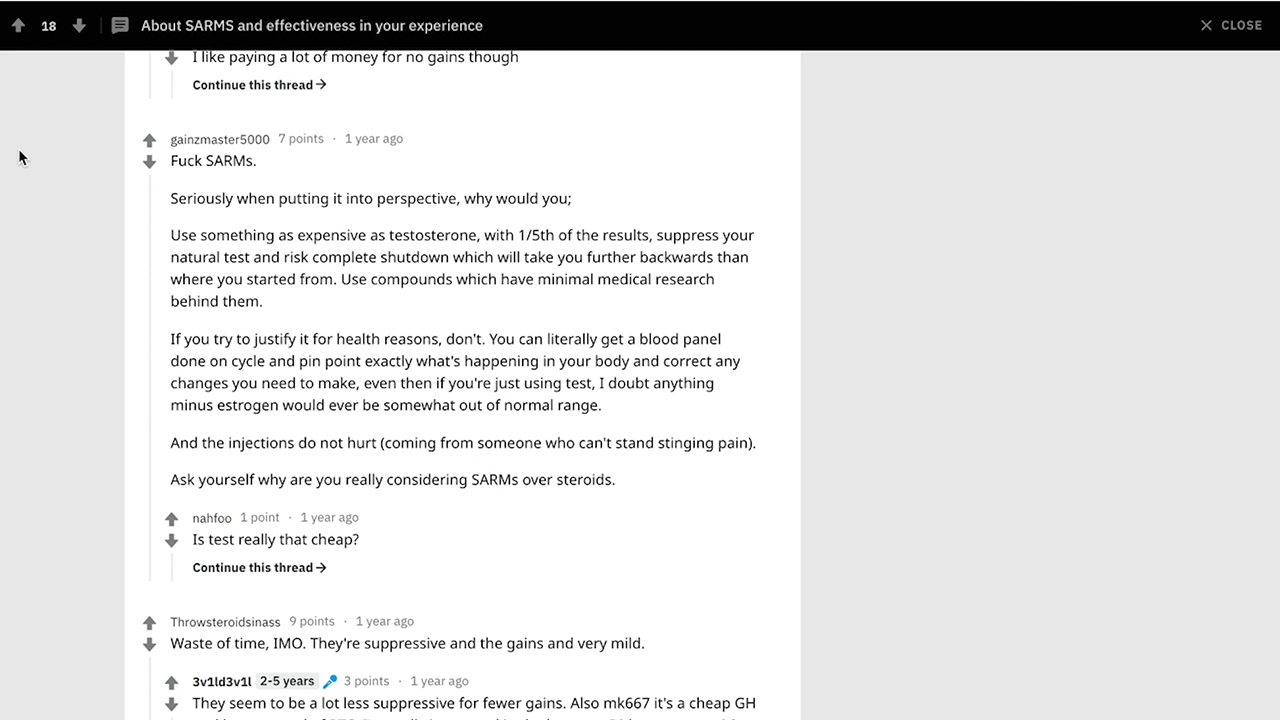 18 About SARMS and effectiveness in your experience CLOSE
I like paying a lot of money for no gains though
Continue this thread→
gainzmaster5000 7 points · 1 year ago
Fuck SARMs.
Seriously when putting it into perspective, why would you;
Use something as expensive as testosterone, with 1/5th of the results, suppress your
natural test and risk complete shutdown which will take you further backwards than
where you started from. Use compounds which have minimal medical research
behind them.
If you try to justify it for health reasons, don't. You can literally get a blood panel
done on cycle and pin point exactly what's happening in your body and correct any
changes you need to make, even then if you're just using test, I doubt anything
minus estrogen would ever be somewhat out of normal range.
And the injections do not hurt (coming from someone who can't stand stinging pain).
Ask yourself why are you really considering SARMs over steroids.
nahfoo 1 point · 1 year ago
Is test really that cheap?
Continue this thread→
Throwsteroidsinass 9 points · 1 year ago
Waste of time, IMO. They're suppressive and the gains and very mild.
3v1ld3v1l 2-5 years 3 points · 1 year ago
They seem to be a lot less suppressive for fewer gains. Also mk667 it's a cheap GH